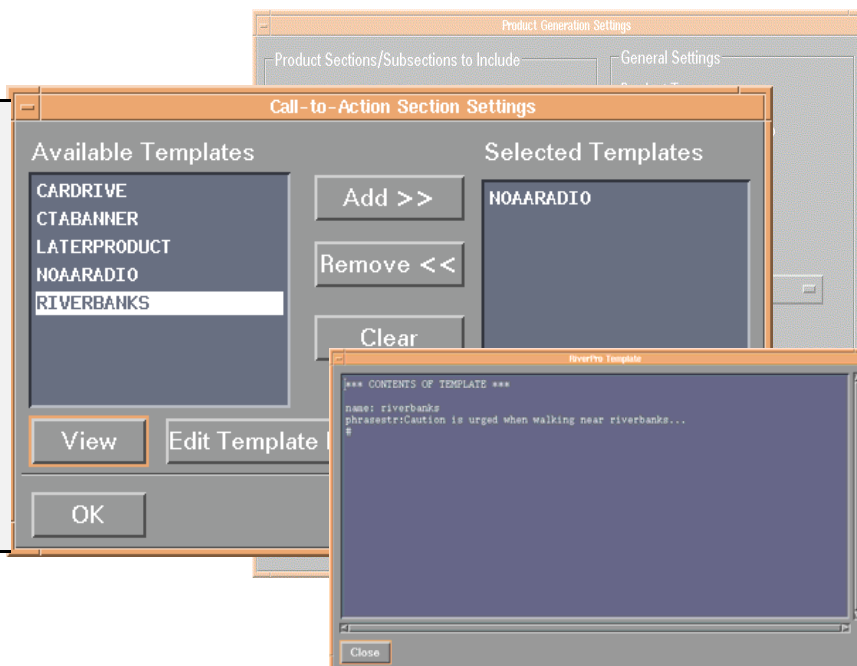 Product Generation Settings
Product Sections/Subsections to Include
General Settings
Call-to-Action Section Settings
Available Templates
Selected Templates
CARDRIVE
CTABANNER
LATERPRODUCT
NOAARADIO
RIVERBANKS
Add >>
Remove <<
Clear
NOAARADIO
View
Edit Template
OK
RiverPro Template
*** CONTENTS OF TEMPLATE ***
name: riverbanks
phrasestr:Caution is urged when walking near riverbanks...
#
Close